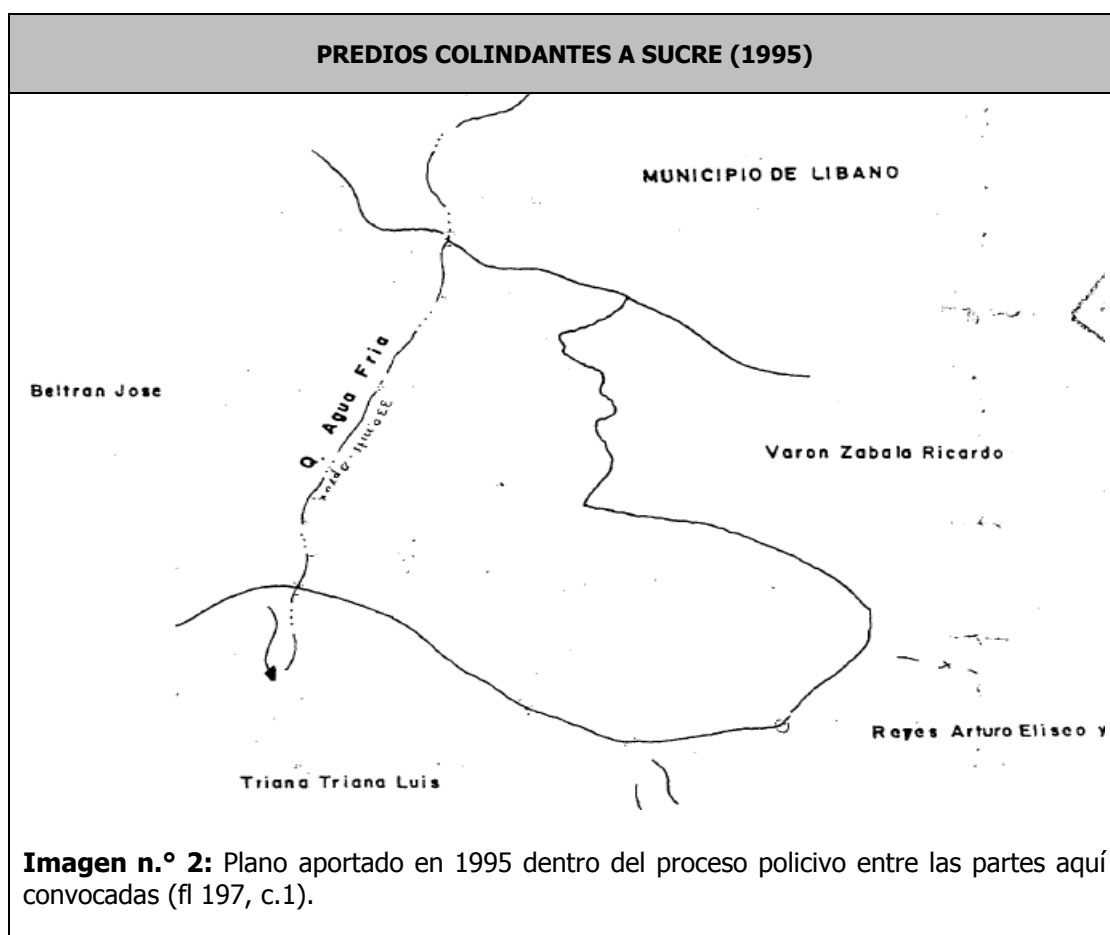 PREDIOS COLINDANTES A SUCRE (1995)
MUNICIPIO DE LIBANO
Beltran Jose
Q. Agua Fria
Varon Zabala Ricardo
Reyes Arturo Eliseo y
Triana Triana Luis
Imagen n.° 2: Plano aportado en 1995 dentro del proceso policivo entre las partes aquí
convocadas (fl 197, c.1).